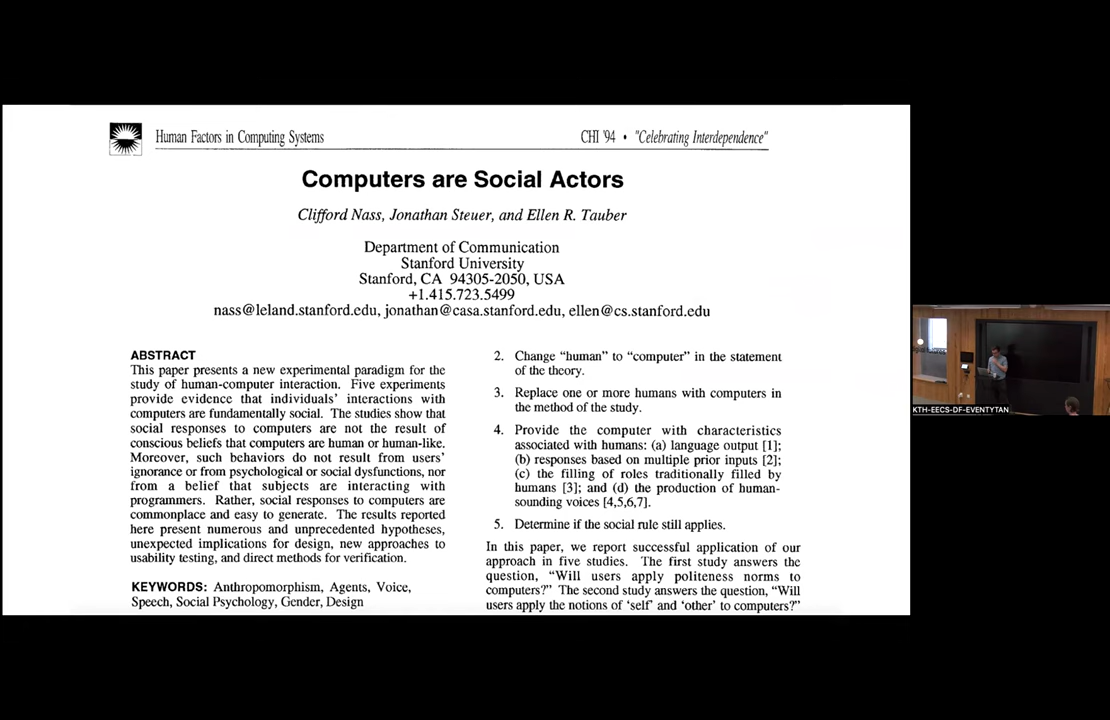 Human Factors in Computing Systems
CHI '94 • "Celebrating Interdependence"
Computers are Social Actors
Clifford Nass, Jonathan Steuer, and Ellen R. Tauber
Department of Communication
Stanford University
Stanford, CA 94305-2050, USA
+1.415.723.5499
nass@leland.stanford.edu, jonathan@casa.stanford.edu, ellen@cs.stanford.edu
ABSTRACT
This paper presents a new experimental paradigm for the
study of human-computer interaction. Five experiments
provide evidence that individuals' interactions with
computers are fundamentally social. The studies show that
social responses to computers are not the result of
conscious beliefs that computers are human or human-like.
Moreover, such behaviors do not result from users'
ignorance or from psychological or social dysfunctions, nor
from a belief that subjects are interacting with
programmers. Rather, social responses to computers are
commonplace and easy to generate. The results reported
here present numerous and unprecedented hypotheses,
unexpected implications for design, new approaches to
usability testing, and direct methods for verification.
KEYWORDS: Anthropomorphism, Agents, Voice,
Speech, Social Psychology, Gender, Design
2. Change "human" to "computer" in the statement
of the theory.
3. Replace one or more humans with computers in
the method of the study.
4. Provide the computer with characteristics
associated with humans: (a) language output [1];
(b) responses based on multiple prior inputs [2];
(c) the filling of roles traditionally filled by
humans [3]; and (d) the production of human-
sounding voices [4,5,6,7].
5. Determine if the social rule still applies.
In this paper, we report successful application of our
approach in five studies. The first study answers the
question, "Will users apply politeness norms to
computers?" The second study answers the question, "Will
users apply the notions of 'self' and 'other' to computers?"
KTH-EECS-DF-EVENTYTAN